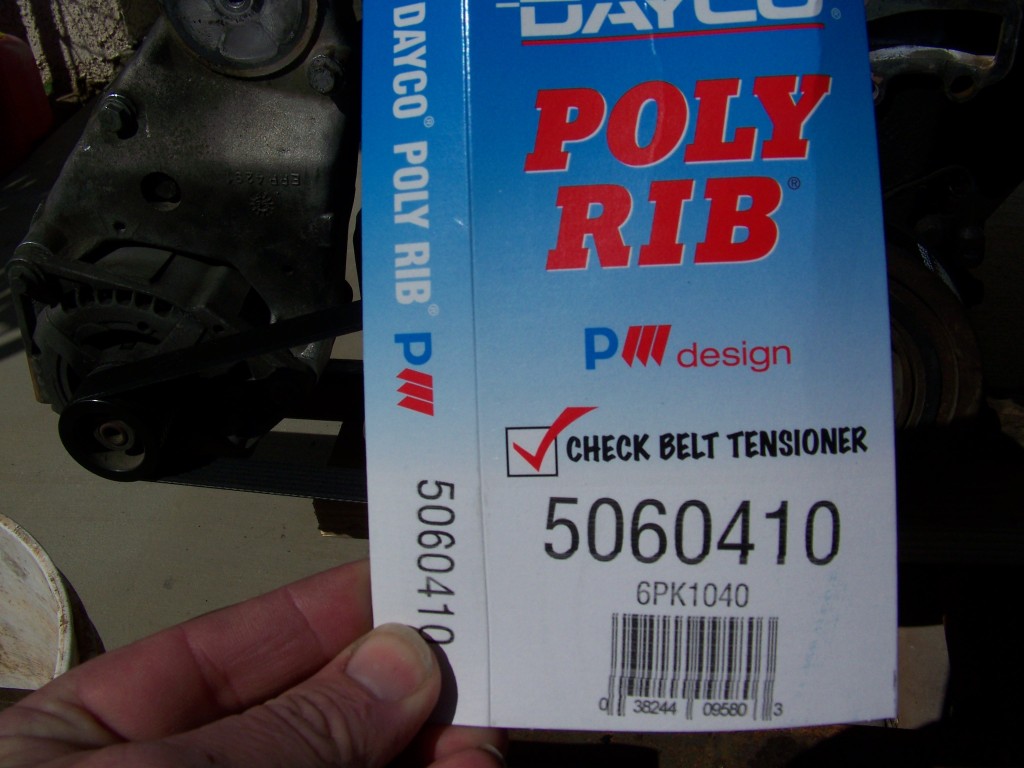 DAYCO®
POLY
RIB®
P design
CHECK BELT TENSIONER
5060410
6PK1040
0 38244 09580 3
DAYCO® POLY RIB® P 5060410